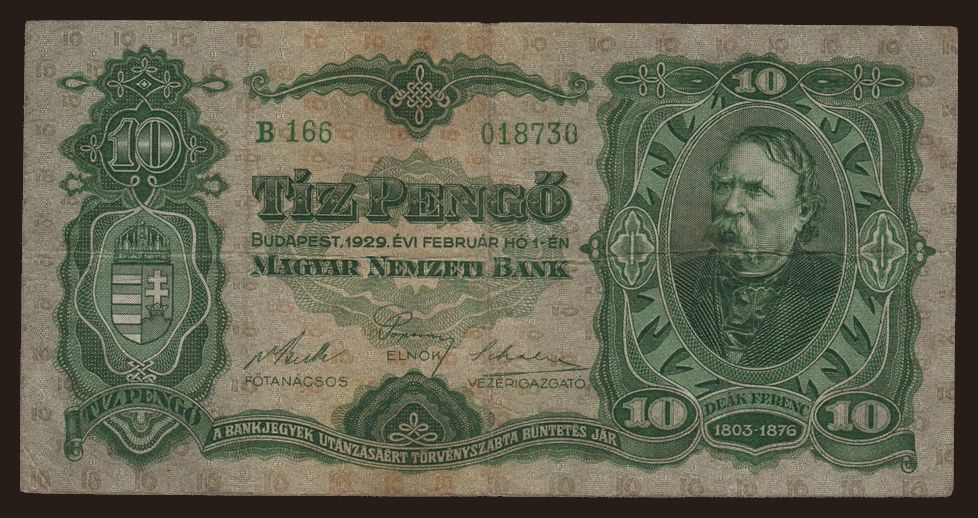 10
10
B 166
018730
TÍZ PENGŐ
BUDAPEST, 1929. ÉVI FEBRUÁR HÓ 1-ÉN
MAGYAR NEMZETI BANK
ELNÖK
FŐTANÁCSOS
VEZÉRIGAZGATÓ
TÍZ PENGŐ
10
DEÁK FERENC
10
1803-1876
A BANKJEGYEK UTÁNZÁSÁÉRT TÖRVÉNYSZABTA BÜNTETÉS JÁR